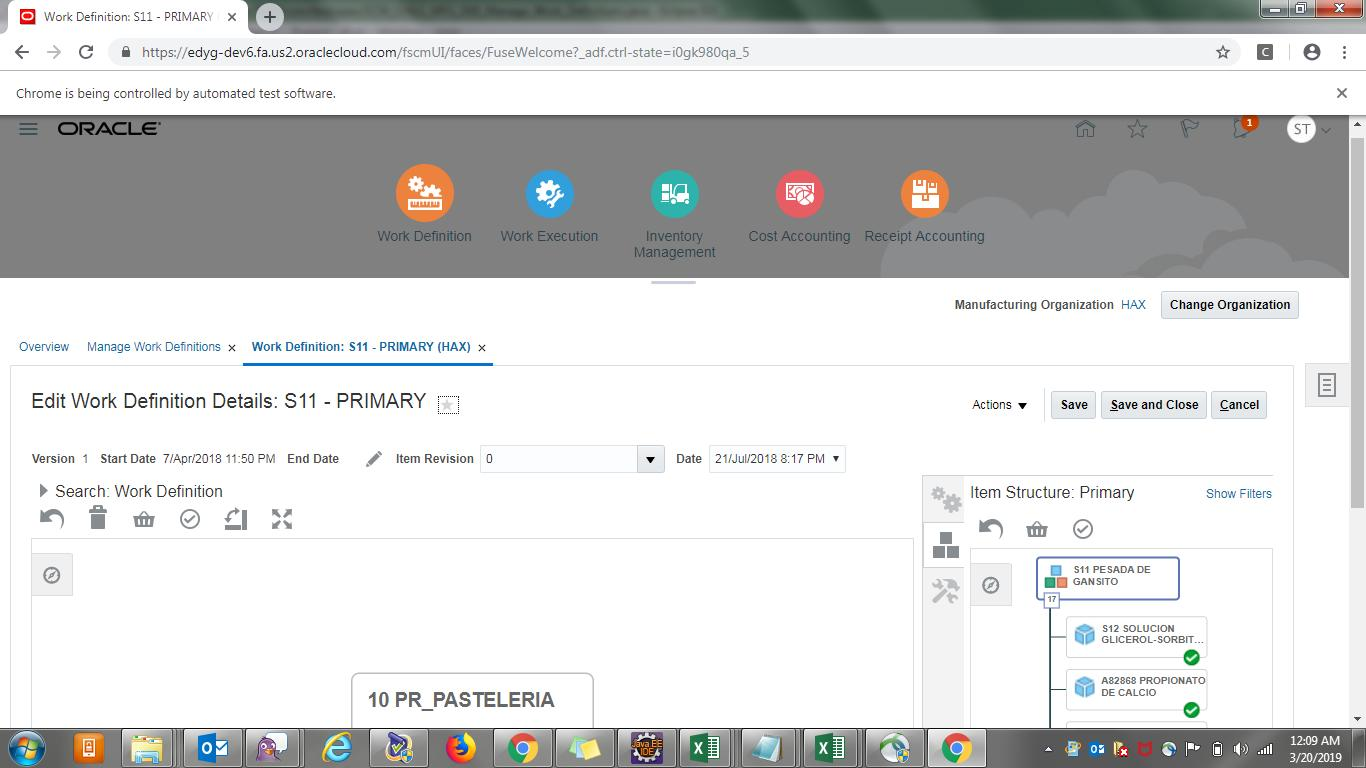 Work Definition: S11 - PRIMARY
https://edyg-dev6.fa.us2.oraclecloud.com/fscmUI/faces/FuseWelcome?_adf.ctrl-state=i0gk980qa_5
C
Chrome is being controlled by automated test software.
ORACLE
1
ST
Work Definition
Work Execution
Inventory
Management
Cost Accounting
Receipt Accounting
Manufacturing Organization HAX Change Organization
Overview
Manage Work Definitions
Work Definition: S11 - PRIMARY (HAX)
Edit Work Definition Details: S11 - PRIMARY
Actions
Save
Save and Close
Cancel
Version 1 Start Date 7/Apr/2018 11:50 PM End Date
Item Revision 0
Date 21/Jul/2018 8:17 PM
Search: Work Definition
Item Structure: Primary
Show Filters
S11 PESADA DE
GANSITO
17
S12 SOLUCION
GLICEROL-SORBIT...
A82868 PROPIONATO
DE CALCIO
10 PR_PASTELERIA
Java EE
IDE
12:09 AM
3/20/2019